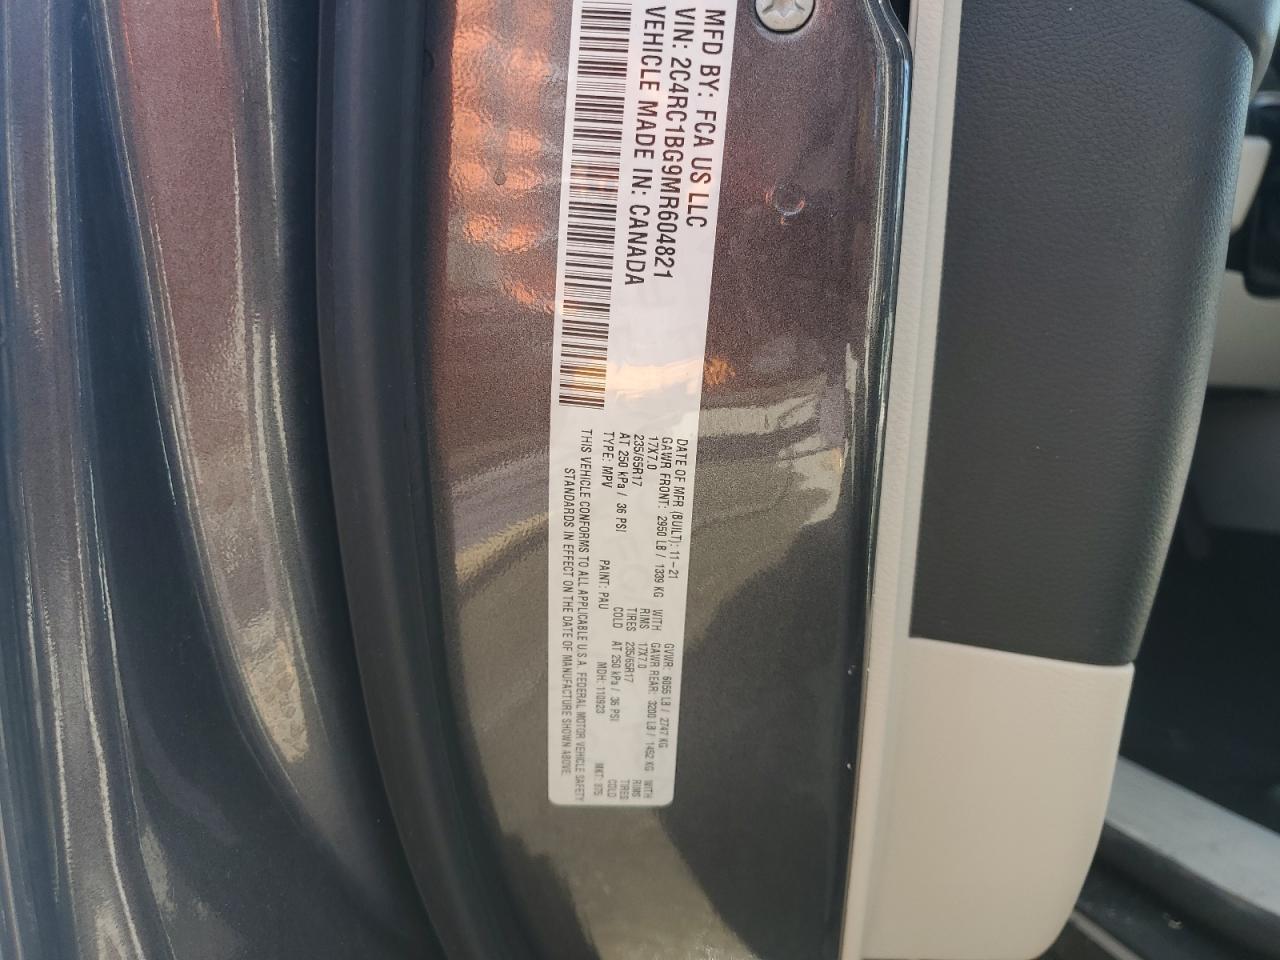 MFD BY: FCA US LLC
VIN: 2C4RC1BG9MR604821
VEHICLE MADE IN: CANADA
DATE OF MFR (BUILT): 11-21 GVWR: 6055 LB / 2747 KG
GAWR FRONT: 2950 LB / 1339 KG WITH GAWR REAR: 3200 LB / 1452 KG WITH
17X7.0 RIMS 17X7.0 RIMS
235/65R17 TIRES 235/65R17 TIRES
AT 250 kPa / 36 PSI COLD AT 250 kPa / 36 PSI COLD
TYPE: MPV PAINT: PAU MDH: 110923 MKT:
THIS VEHICLE CONFORMS TO ALL APPLICABLE U.S.A. FEDERAL MOTOR VEHICLE SAFETY
STANDARDS IN EFFECT ON THE DATE OF MANUFACTURE SHOWN ABOVE.